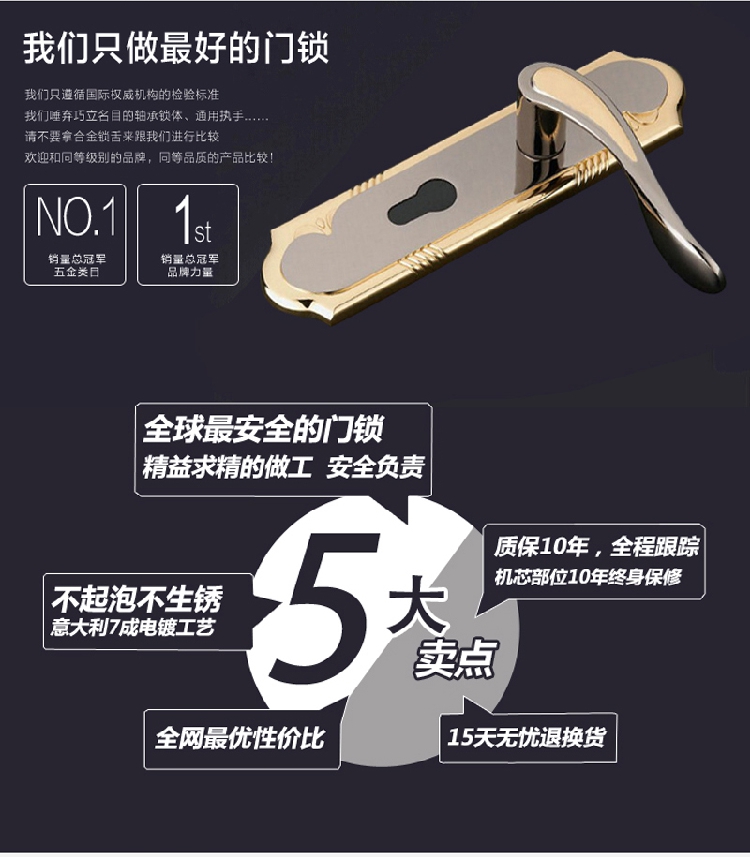 我们只做最好的门锁
我们只遵循国际权威机构的检验标准
我们唾弃巧立名目的轴承锁体、通用执手......
请不要拿合金锁舌来跟我们进行比较
欢迎和同等级别的品牌，同等品质的产品比较！
NO.1
销量总冠军
五金类目
1st
销量总冠军
品牌力量
全球最安全的门锁
精益求精的做工 安全负责
质保10年，全程跟踪
机芯部位10年终身保修
不起泡不生锈
意大利7成电镀工艺
5大
卖点
全网最优性价比
15天无忧退换货